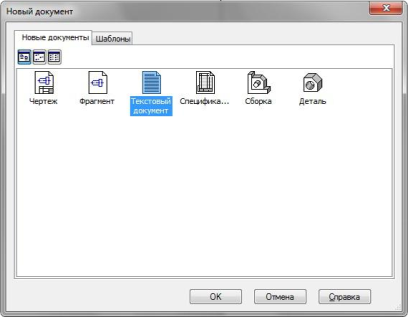 Новый документ
Новые документы
Шаблоны
Чертеж
Фрагмент
Текстовый
документ
Специфика...
Сборка
Деталь
OK
Отмена
Справка